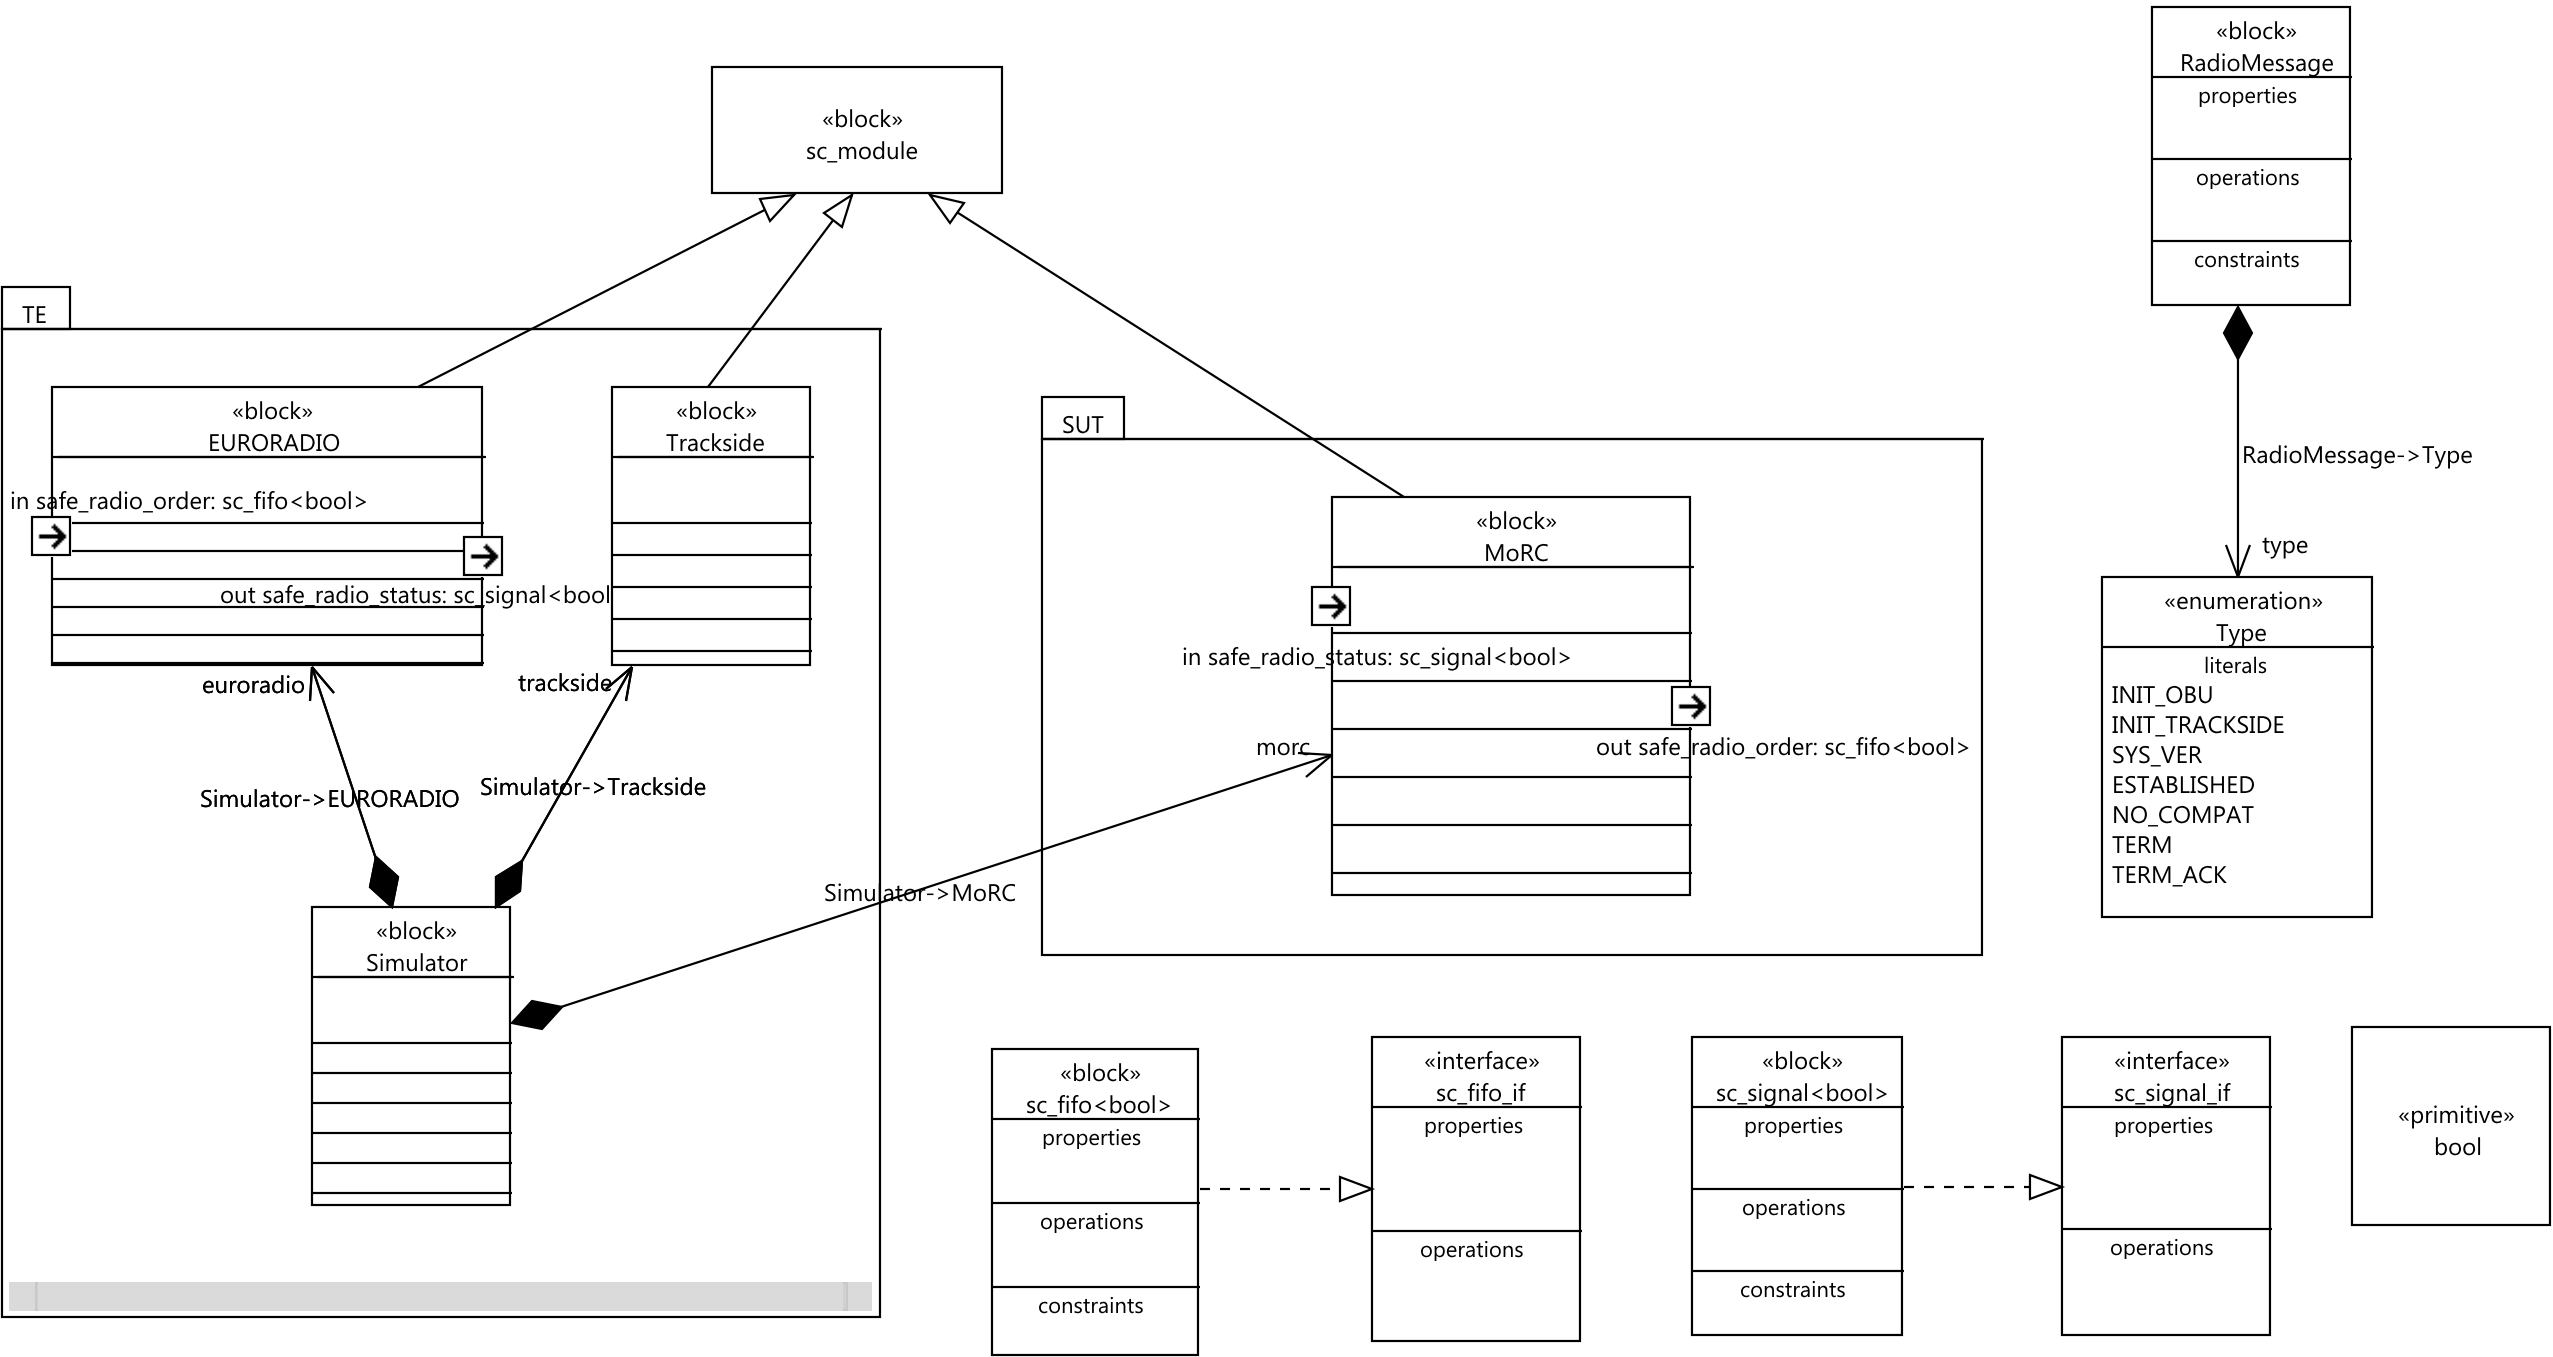 «block»
sc_module
TE
«block»
EURORADIO
in safe_radio_order: sc_fifo<bool>
out safe_radio_status: sc_signal<bool
«block»
Trackside
euroradio
trackside
Simulator->EURORADIO
Simulator->Trackside
«block»
Simulator
Simulator->MoRC
SUT
«block»
MoRC
in safe_radio_status: sc_signal<bool>
morc
out safe_radio_order: sc_fifo<bool>
«block»
RadioMessage
properties
operations
constraints
RadioMessage->Type
type
«enumeration»
Type
literals
INIT_OBU
INIT_TRACKSIDE
SYS_VER
ESTABLISHED
NO_COMPAT
TERM
TERM_ACK
«block»
sc_fifo<bool>
properties
operations
constraints
«interface»
sc_fifo_if
properties
operations
«block»
sc_signal<bool>
properties
operations
constraints
«interface»
sc_signal_if
properties
operations
«primitive»
bool